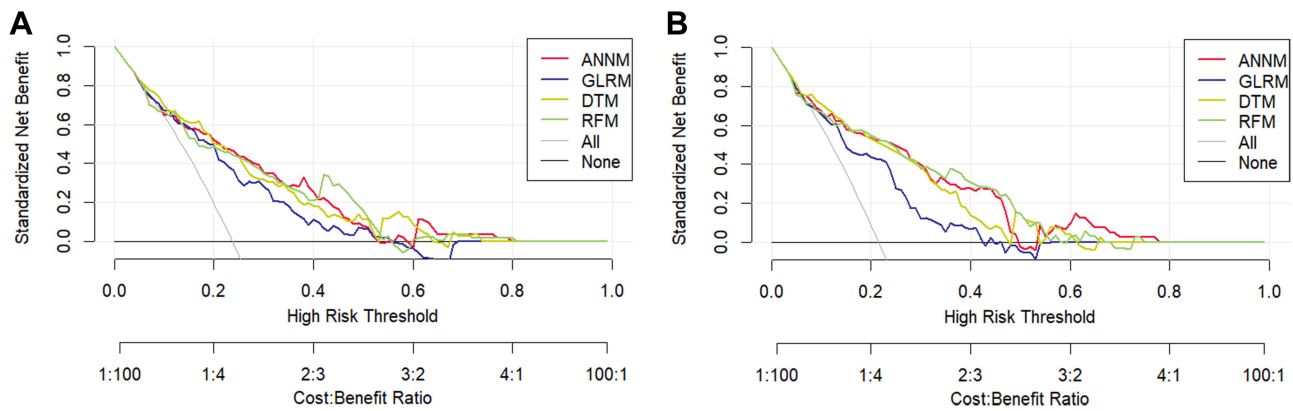 A
Standardized Net Benefit
0.0 0.2 0.4 0.6 0.8 1.0
ANNM
GLRM
DTM
RFM
All
None
0.0 0.2 0.4 0.6 0.8 1.0
High Risk Threshold
1:100 1:4 2:3 3:2 4:1 100:1
Cost:Benefit Ratio
B
Standardized Net Benefit
0.0 0.2 0.4 0.6 0.8 1.0
ANNM
GLRM
DTM
RFM
All
None
0.0 0.2 0.4 0.6 0.8 1.0
High Risk Threshold
1:100 1:4 2:3 3:2 4:1 100:1
Cost:Benefit Ratio